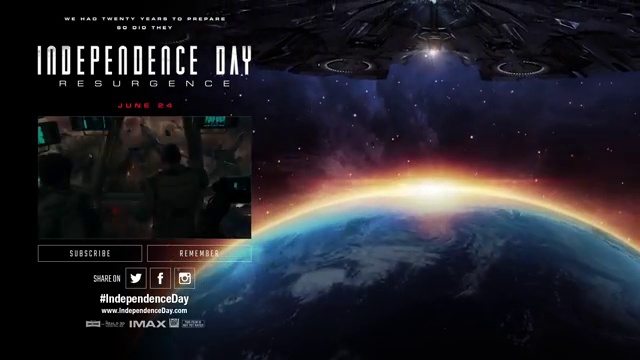 WE HAD TWENTY YEARS TO PREPARE
SO DID THEY
INDEPENDENCE DAY
RESURGENCE
JUNE 24
SUBSCRIBE
REMEMBER
SHARE ON
#IndependenceDay
www.IndependenceDay.com
IMAX